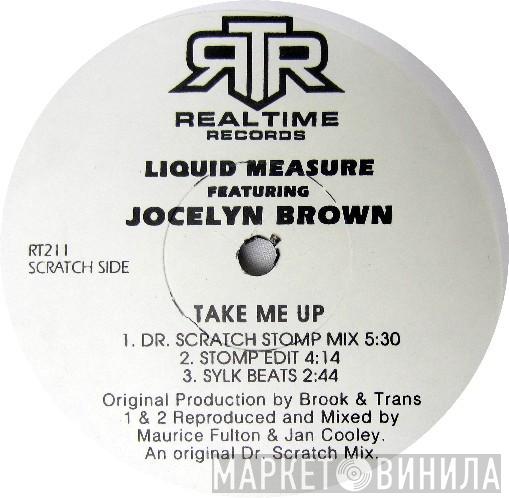 RTR
REALTIME
RECORDS
LIQUID MEASURE
FEATURING
JOCELYN BROWN
RT211
SCRATCH SIDE
TAKE ME UP
1. DR. SCRATCH STOMP MIX 5:30
2. STOMP EDIT 4:14
3. SYLK BEATS 2:44
Original Production by Brook & Trans
1 & 2 Reproduced and Mixed by
Maurice Fulton & Jan Cooley.
An original Dr. Scratch Mix.
МАРКЕТ ВИНИЛА